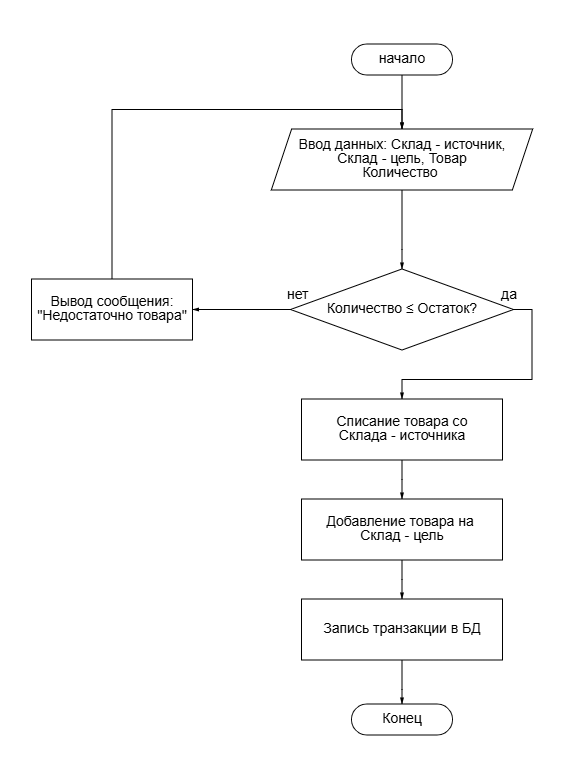 начало
Ввод данных: Склад - источник,
Склад - цель, Товар
Количество
нет
да
Количество ≤ Остаток?
Вывод сообщения:
"Недостаточно товара"
Списание товара со
Склада - источника
Добавление товара на
Склад - цель
Запись транзакции в БД
Конец